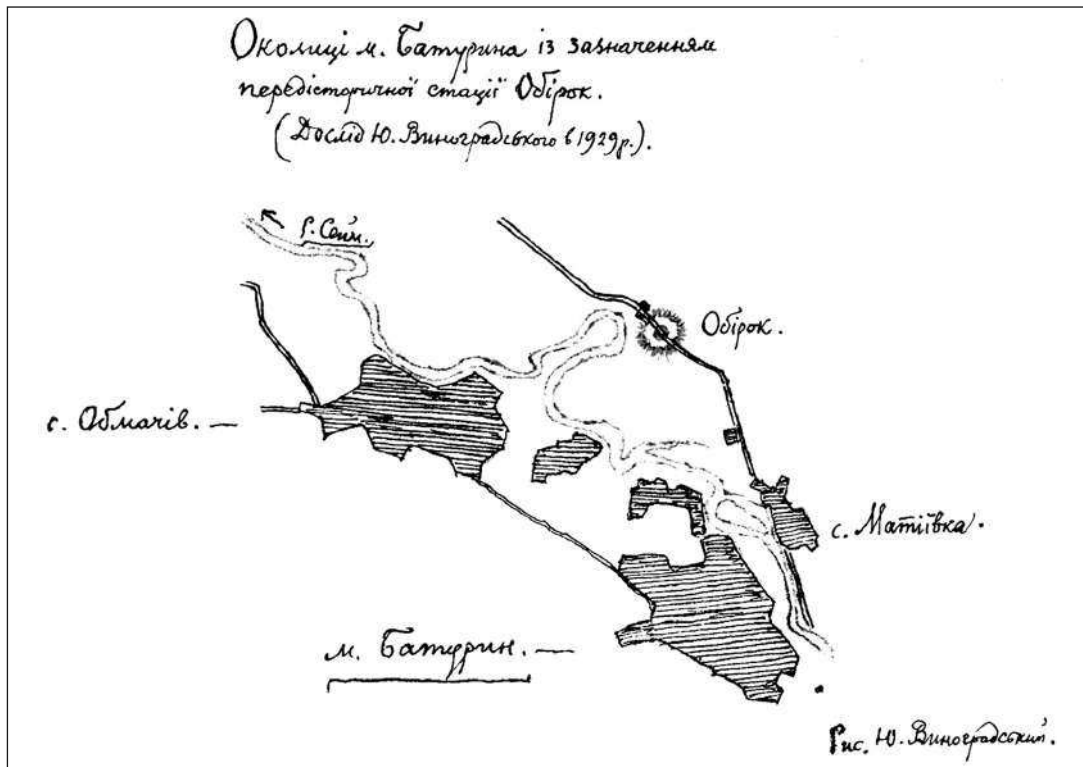 Околиці м. Батурина із зазначенням
передісторичної стації Обірок.
(Дослід Ю. Виноградського в 1929 р.).
Р. Сейм.
Обірок.
с. Обмачів. —
с. Матіївка.
м. Батурин. —
Рис. Ю. Виноградський.